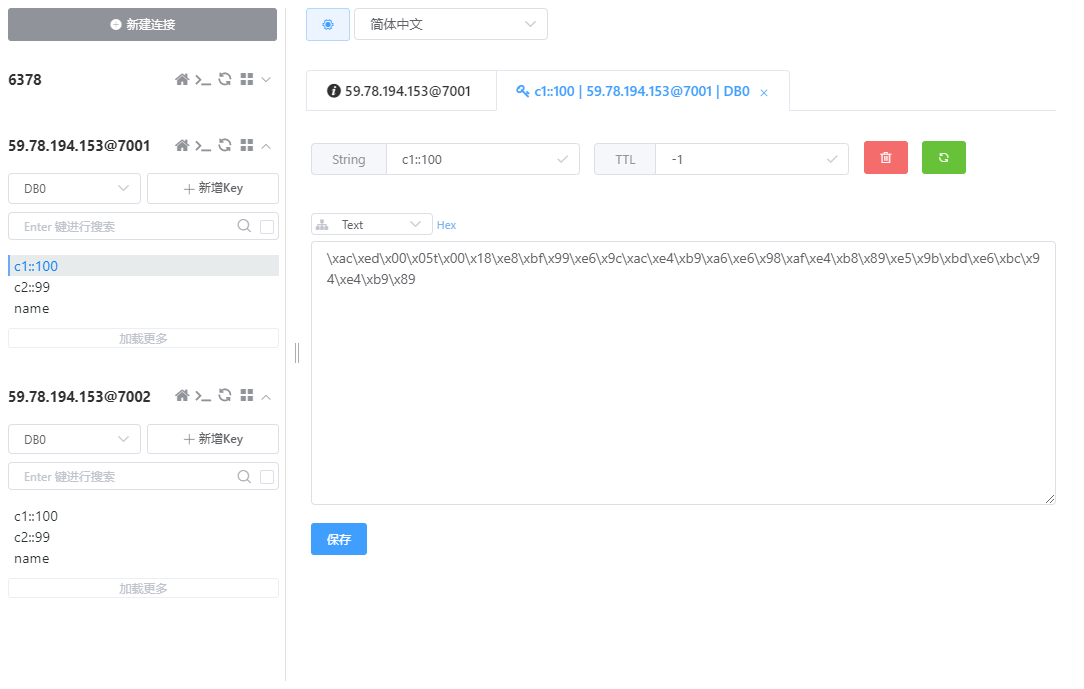 新建连接
6378
59.78.194.153@7001
DB0
新增Key
Enter 键进行搜索
c1::100
c2::99
name
加载更多
59.78.194.153@7002
DB0
新增Key
Enter 键进行搜索
c1::100
c2::99
name
加载更多
简体中文
59.78.194.153@7001
c1::100 | 59.78.194.153@7001 | DB0
String c1::100
TTL -1
Text
Hex
\xac\xed\x00\x05t\x00\x18\xe8\xbf\x99\xe6\x9c\xac\xe4\xb9\xa6\xe6\x98\xaf\xe4\xb8\x89\xe5\x9b\xbd\xe6\xbc\x9
4\xe4\xb9\x89
保存